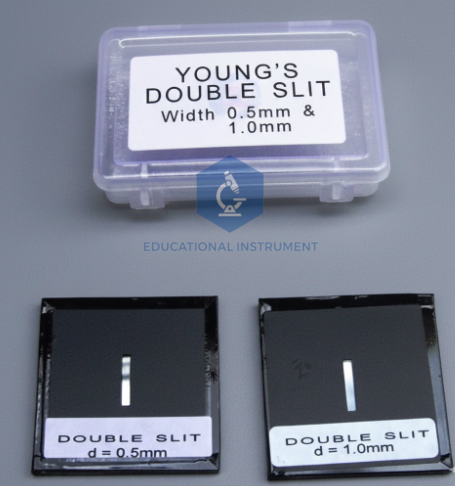 YOUNG'S
DOUBLE SLIT
Width 0.5mm &
1.0mm
EDUCATIONAL INSTRUMENT
DOUBLE SLIT
d = 0.5mm
DOUBLE SLIT
d = 1.0mm